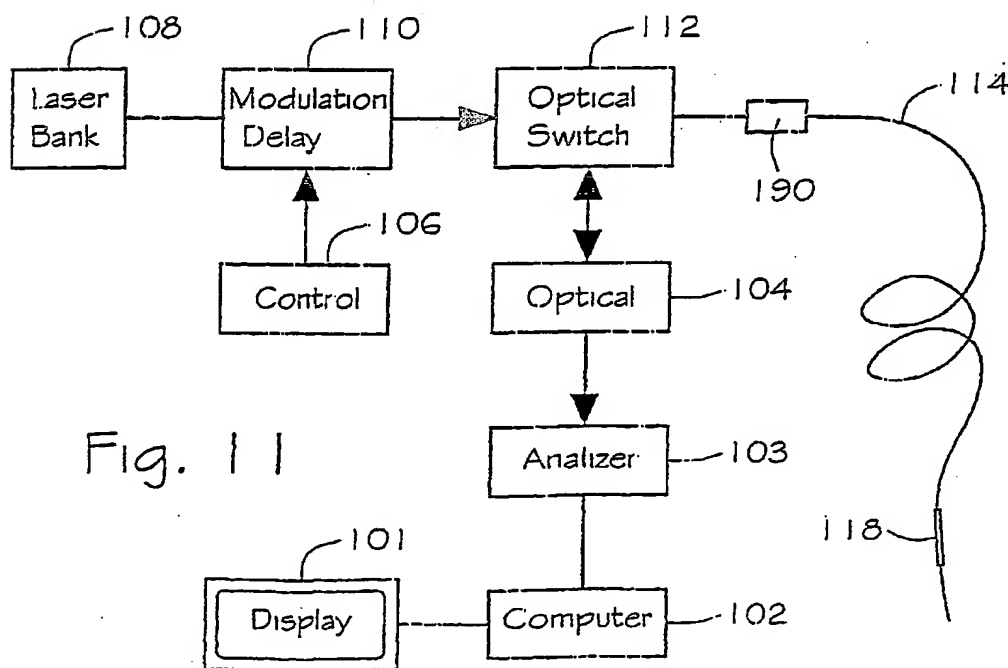 108
110
112
114
Laser
Bank
Modulation
Delay
Optical
Switch
190
106
Control
Optical
104
Fig. 11
Analizer
103
118
101
Display
Computer
102